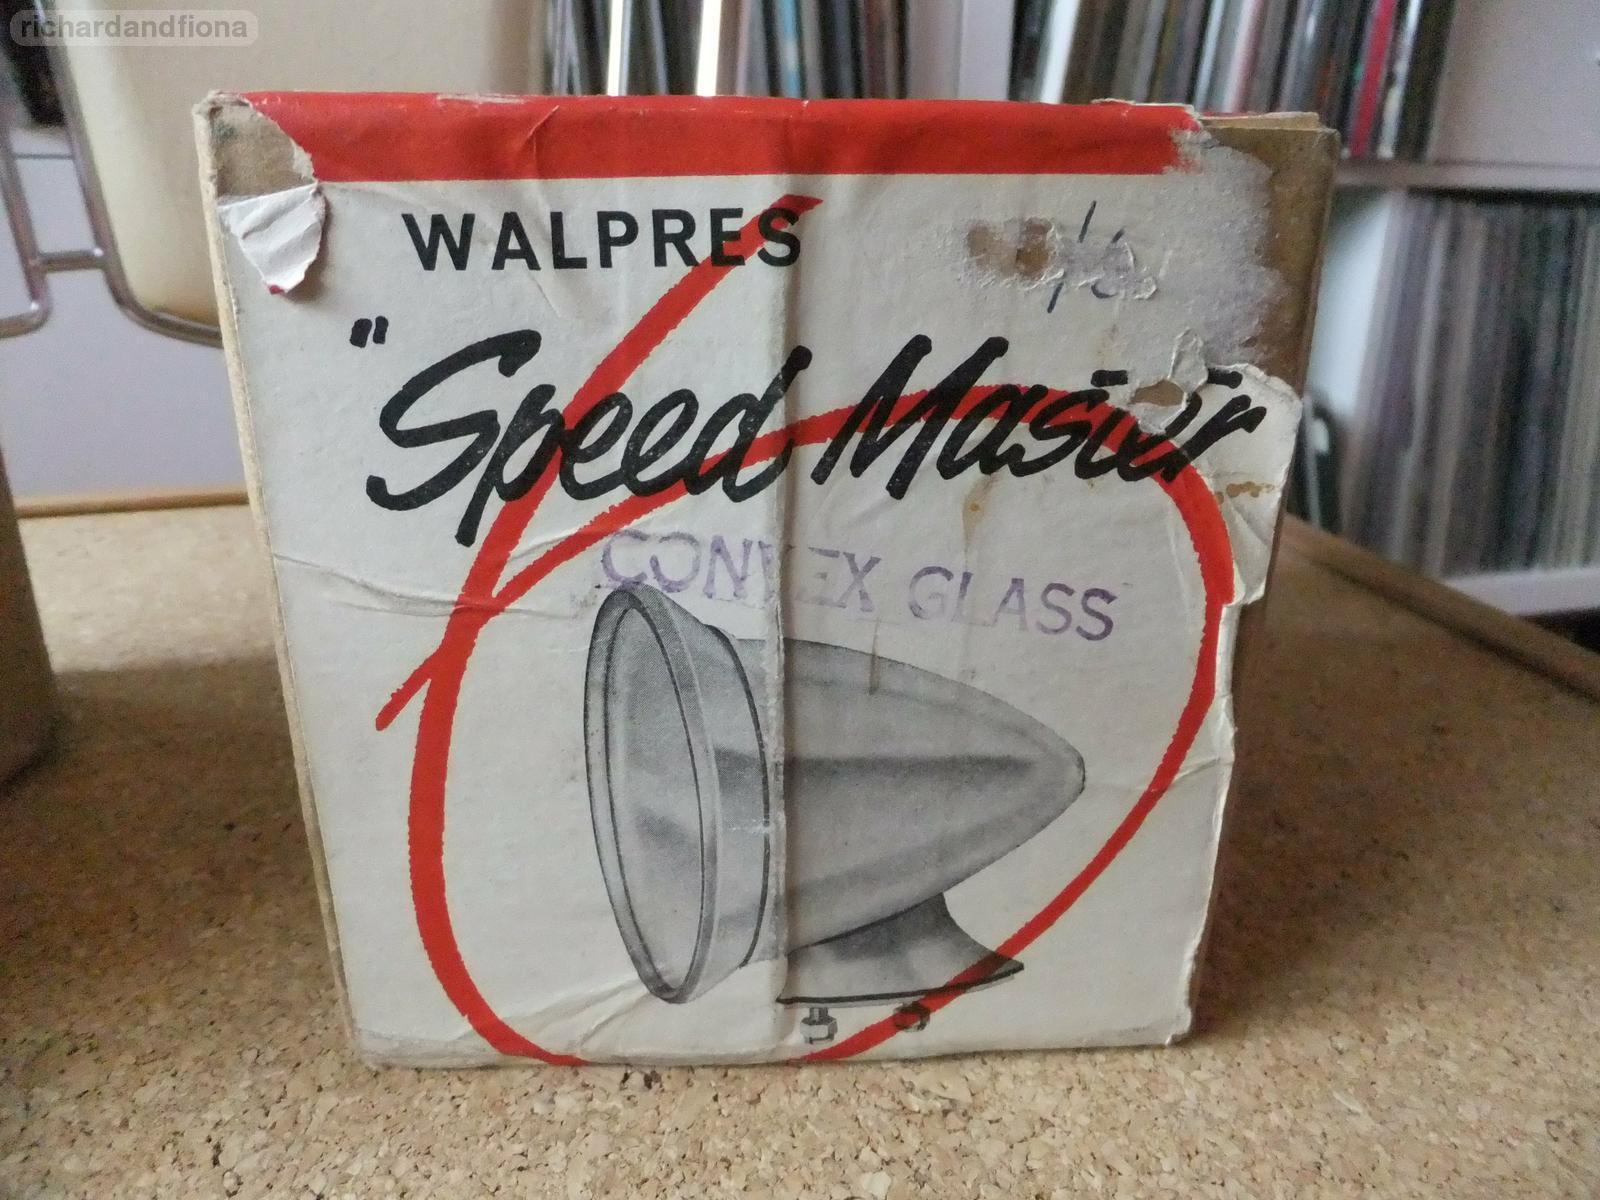 richardandfiona
WALPRES
"Speed Master
CONVEX GLASS